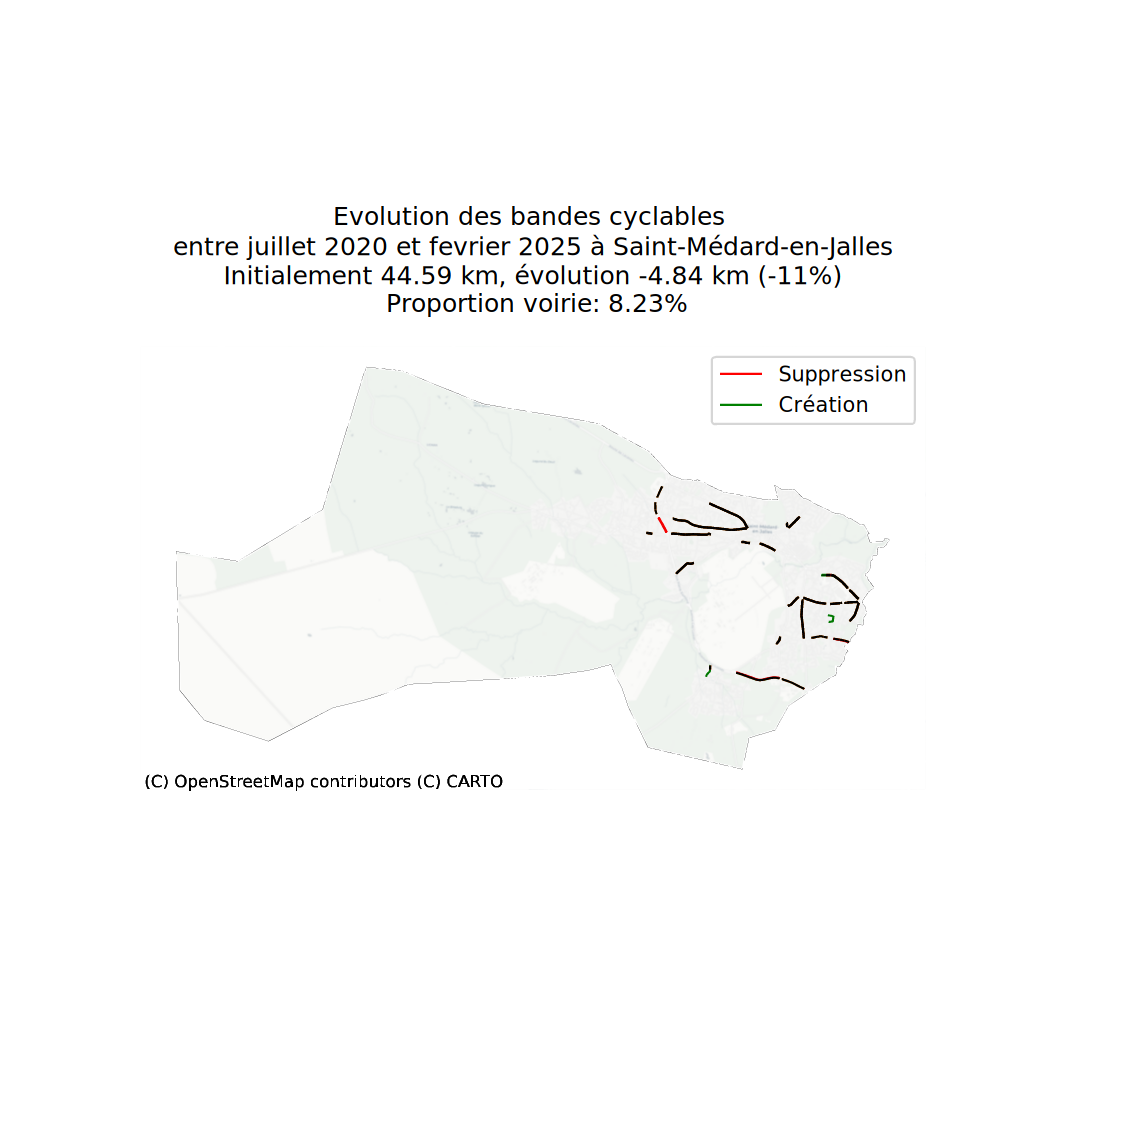 Evolution des bandes cyclables
entre juillet 2020 et fevrier 2025 à Saint-Médard-en-Jalles
Initialement 44.59 km, évolution -4.84 km (-11%)
Proportion voirie: 8.23%
Suppression
Création
(C) OpenStreetMap contributors (C) CARTO